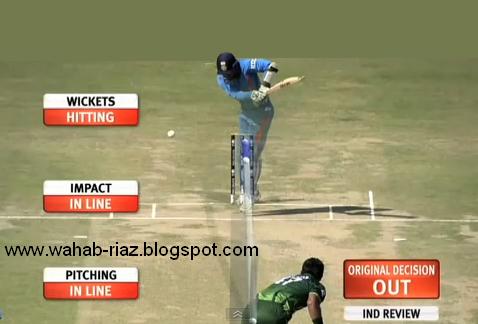 WICKETS
HITTING
IMPACT
IN LINE
www.wahab-riaz.blogspot.com
PITCHING
IN LINE
ORIGINAL DECISION
OUT
IND REVIEW